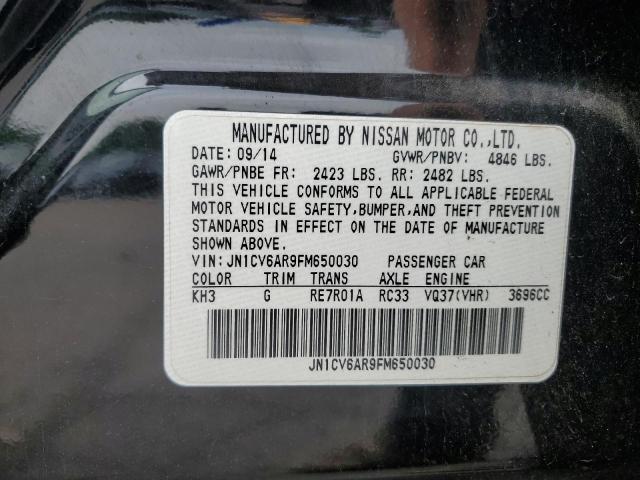 MANUFACTURED BY NISSAN MOTOR CO.,LTD.
DATE: 09/14 GVWR/PNBV: 4846 LBS.
GAWR/PNBE FR: 2423 LBS. RR: 2482 LBS.
THIS VEHICLE CONFORMS TO ALL APPLICABLE FEDERAL
MOTOR VEHICLE SAFETY,BUMPER,AND THEFT PREVENTION
STANDARDS IN EFFECT ON THE DATE OF MANUFACTURE
SHOWN ABOVE.
VIN: JN1CV6AR9FM650030 PASSENGER CAR
COLOR TRIM TRANS AXLE ENGINE
KH3 G RE7R01A RC33 VQ37(VHR) 3696CC
JN1CV6AR9FM650030